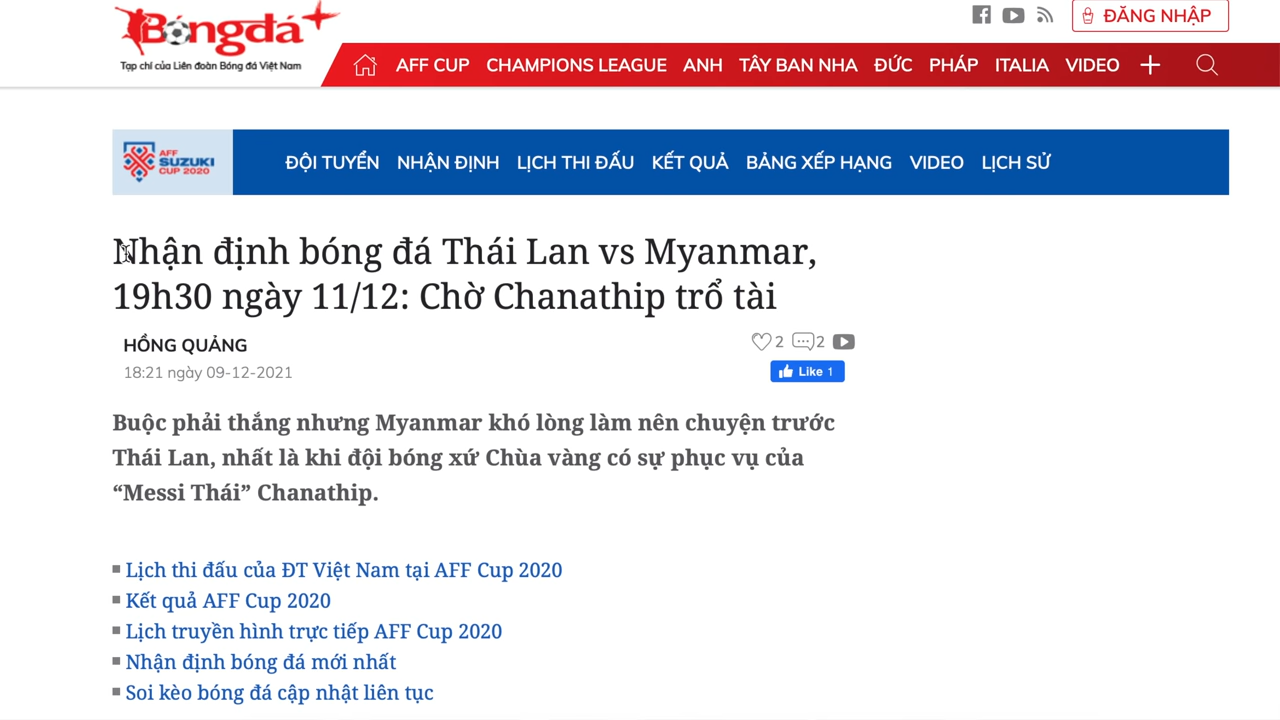 Bóngdá+
Tạp chí của Liên đoàn Bóng đá Việt Nam
ĐĂNG NHẬP
AFF CUP CHAMPIONS LEAGUE ANH TÂY BAN NHA ĐỨC PHÁP ITALIA VIDEO
AFF
SUZUKI
CUP 2020
ĐỘI TUYỂN NHẬN ĐỊNH LỊCH THI ĐẤU KẾT QUẢ BẢNG XẾP HẠNG VIDEO LỊCH SỬ
Nhận định bóng đá Thái Lan vs Myanmar,
19h30 ngày 11/12: Chờ Chanathip trổ tài
HỒNG QUẢNG
2 2
18:21 ngày 09-12-2021
Like 1
Buộc phải thắng nhưng Myanmar khó lòng làm nên chuyện trước
Thái Lan, nhất là khi đội bóng xứ Chùa vàng có sự phục vụ của
“Messi Thái” Chanathip.
Lịch thi đấu của ĐT Việt Nam tại AFF Cup 2020
Kết quả AFF Cup 2020
Lịch truyền hình trực tiếp AFF Cup 2020
Nhận định bóng đá mới nhất
Soi kèo bóng đá cập nhật liên tục